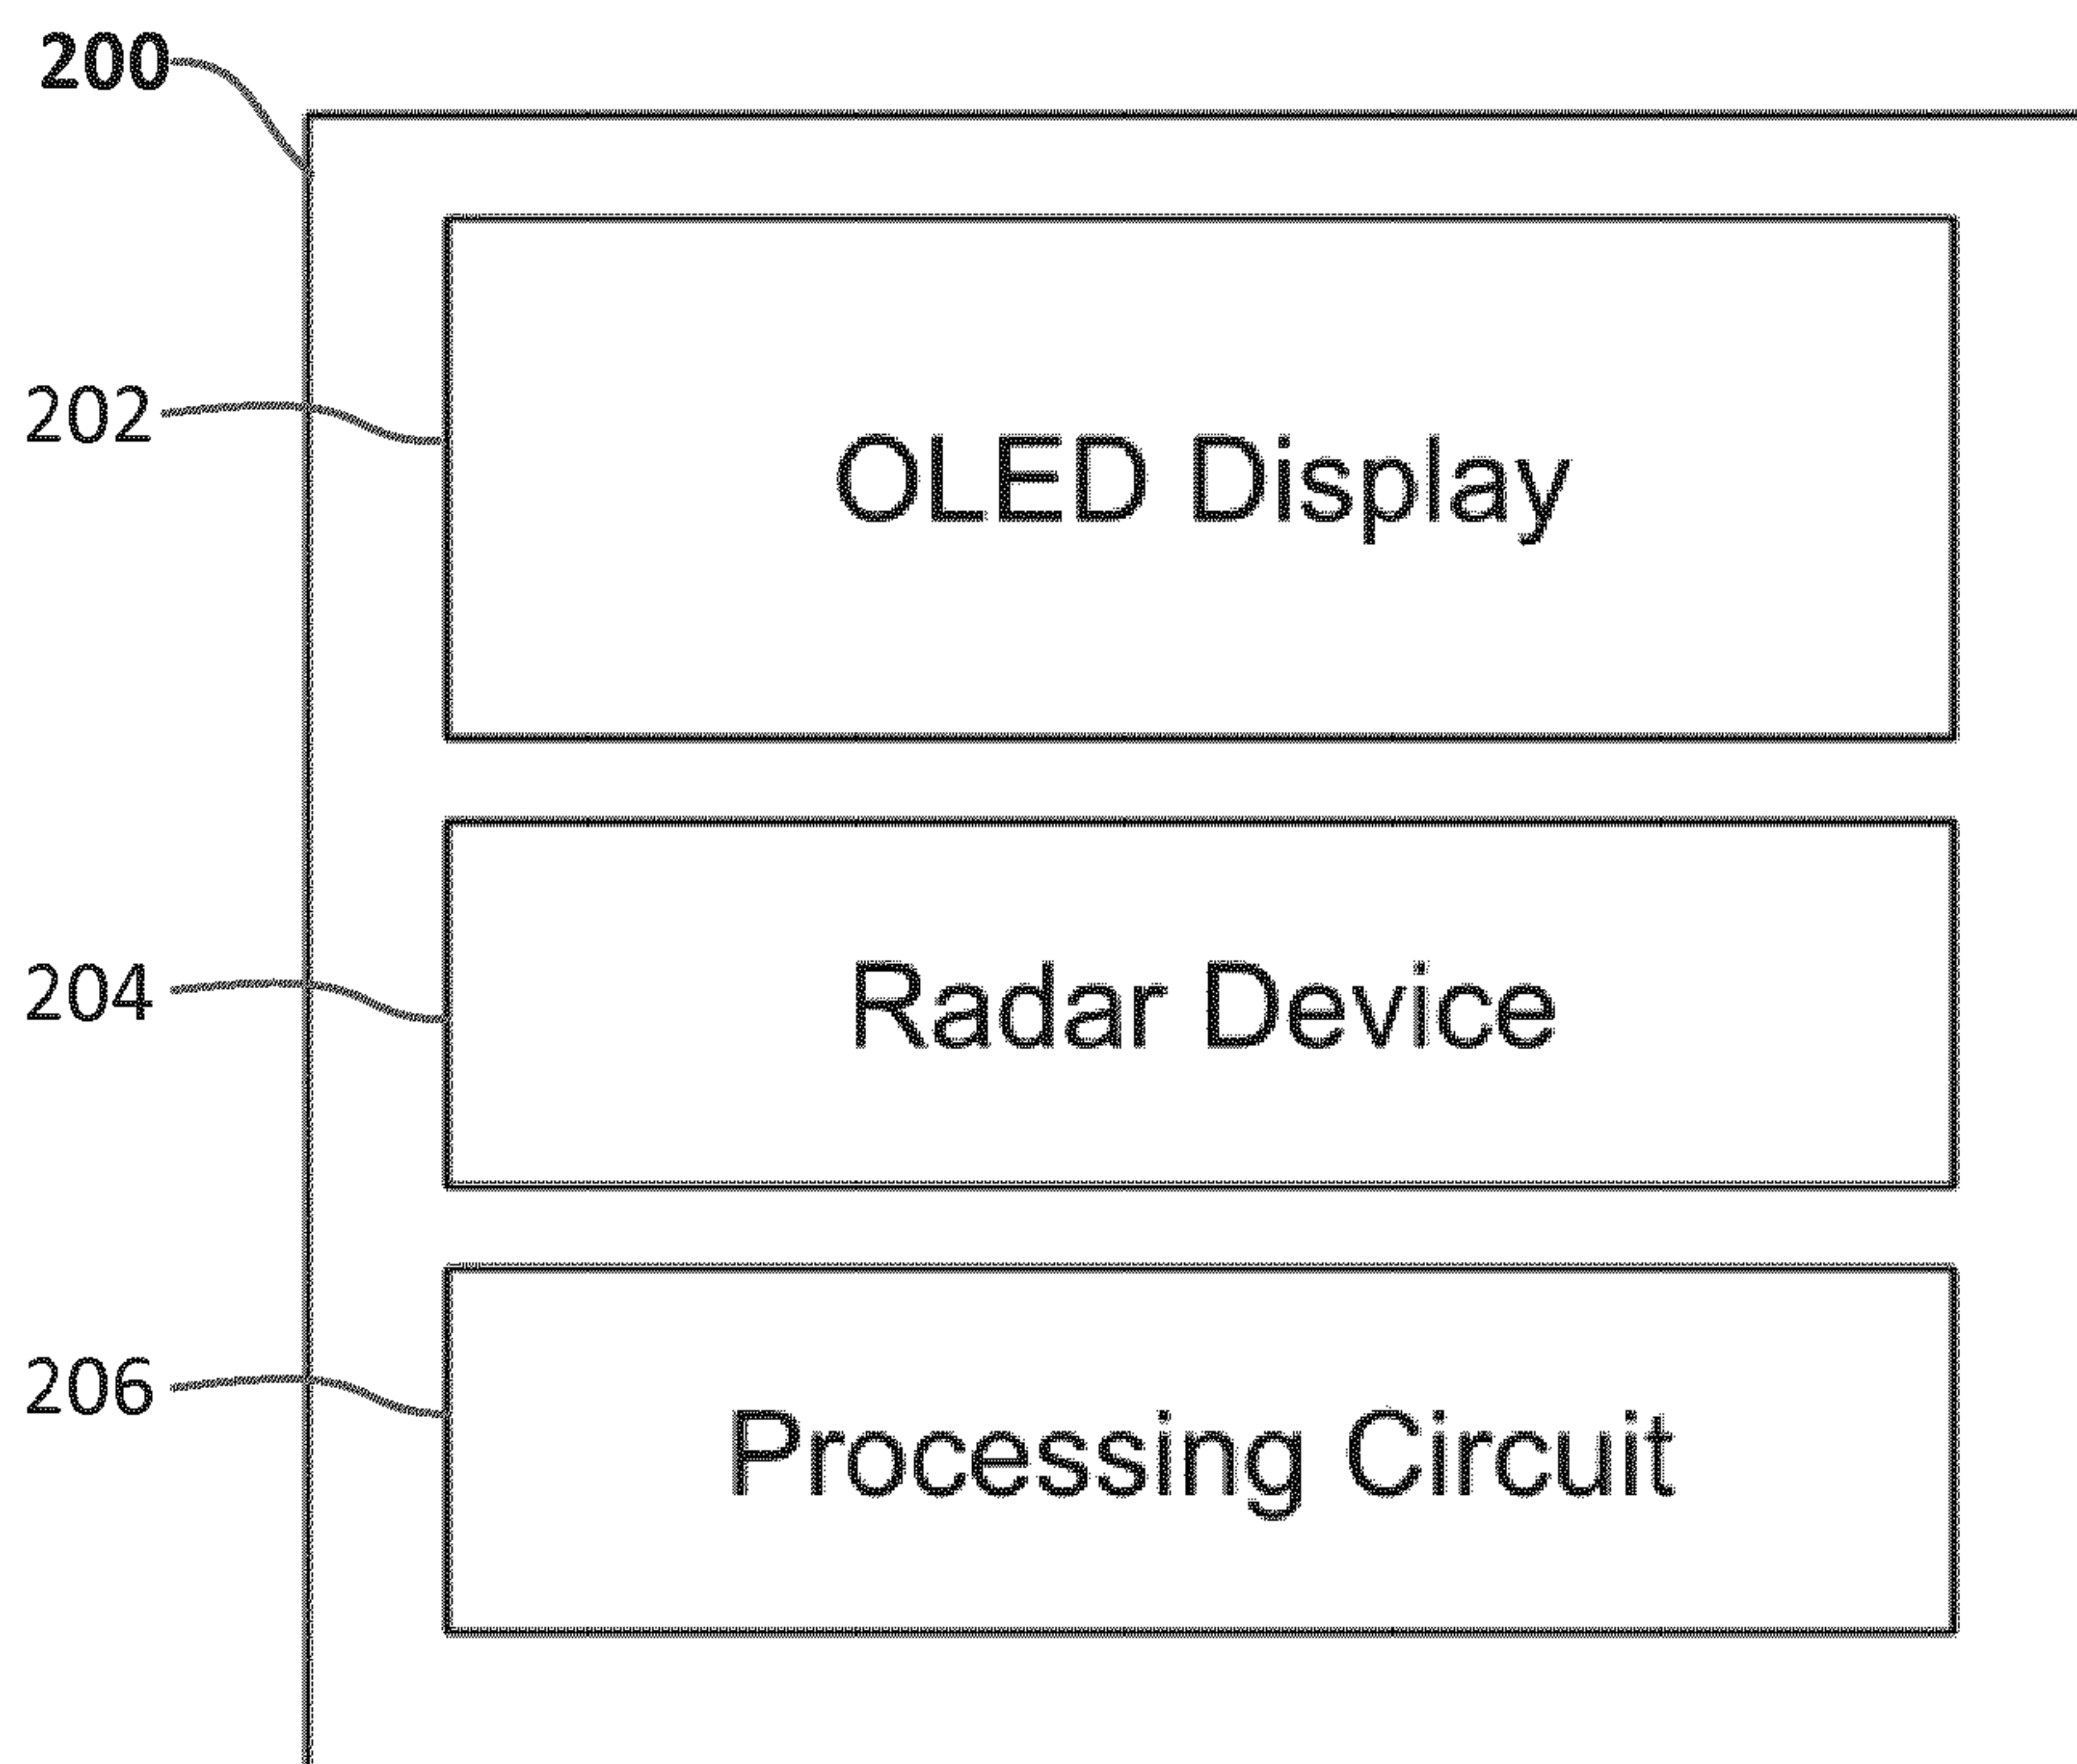 200
202
OLED Display
204
Radar Device
206
Processing Circuit